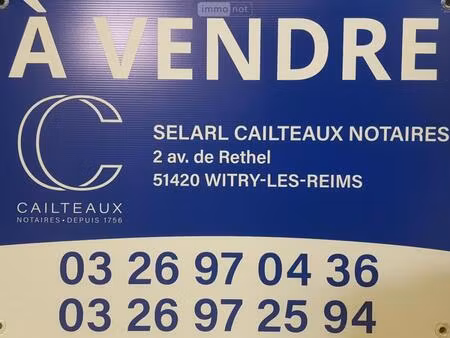 immo not
À VENDRE
SELARL CAILTEAUX NOTAIRES
2 av. de Rethel
51420 WITRY-LES-REIMS
CAILTEAUX
NOTAIRES • DEPUIS 1756
03 26 97 04 36
03 26 97 25 94